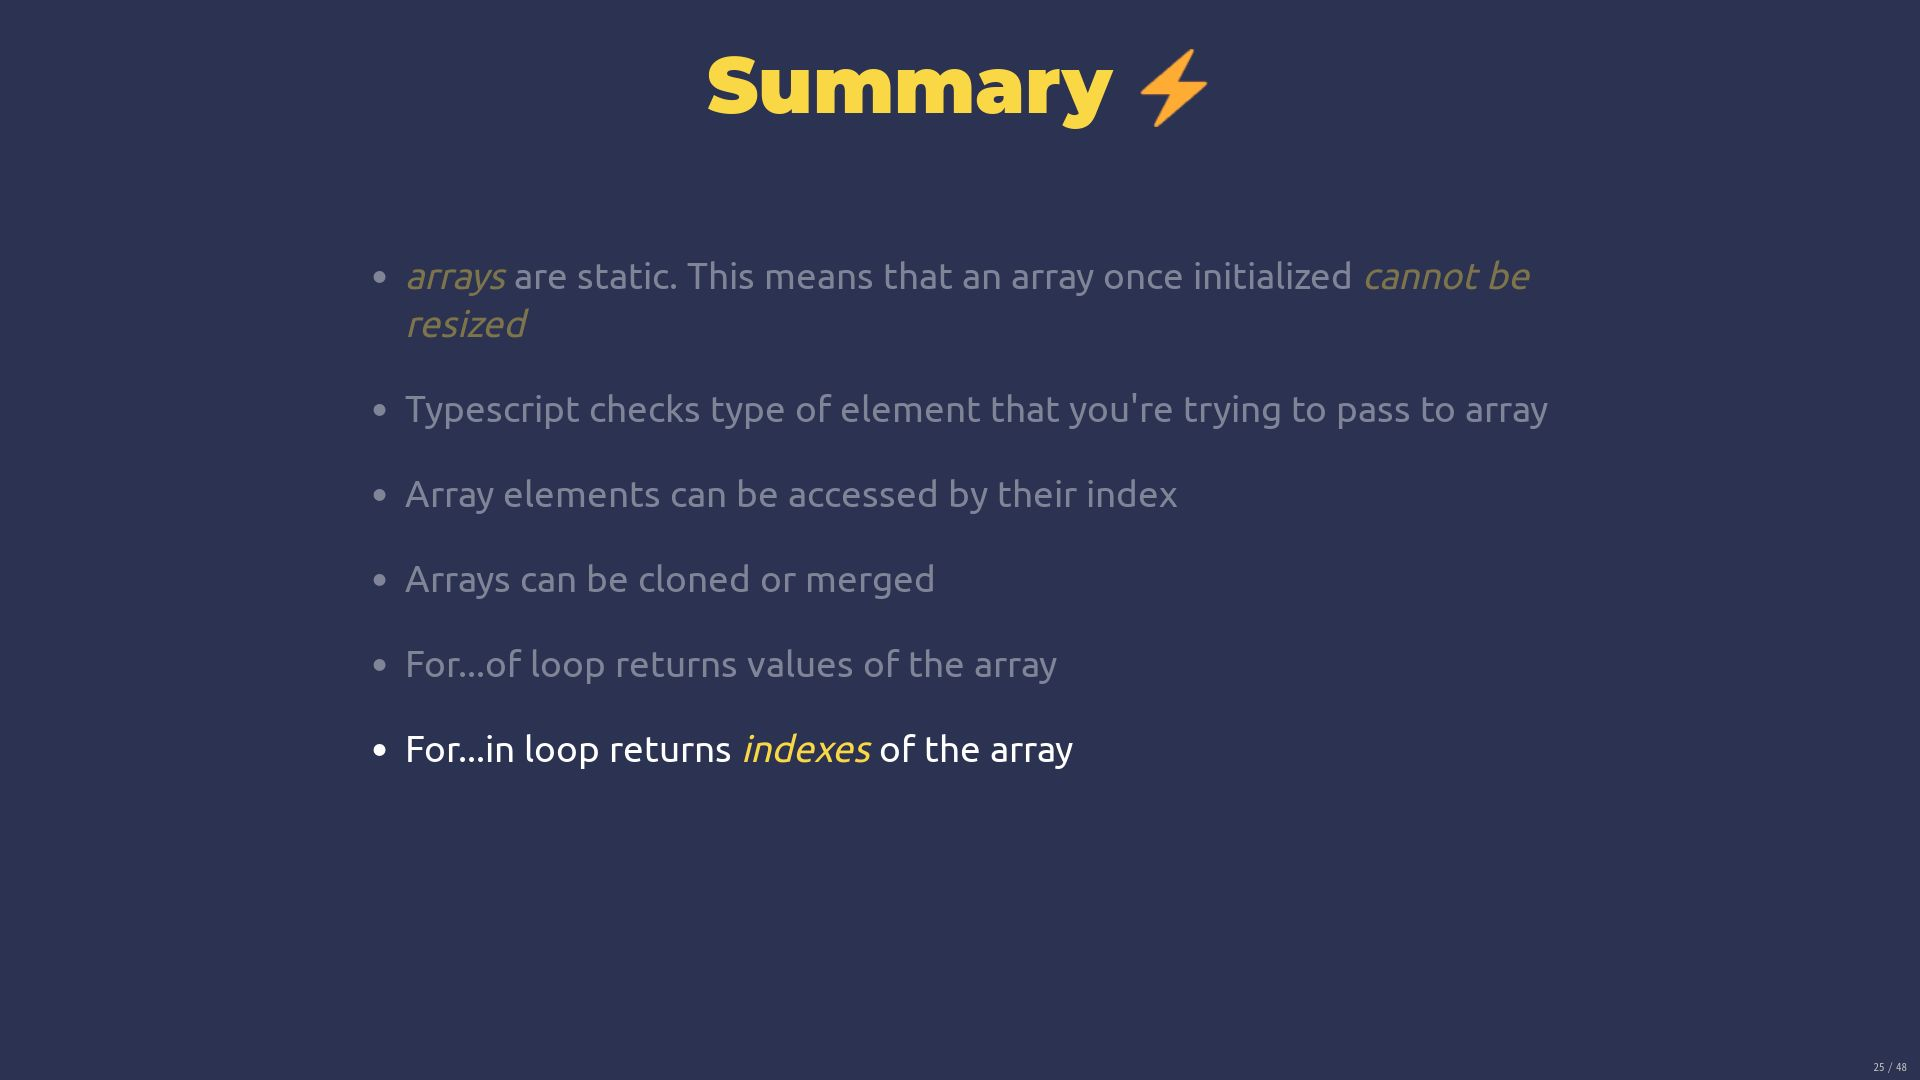 Summary ⚡
• arrays are static. This means that an array once initialized cannot be
resized
• Typescript checks type of element that you're trying to pass to array
• Array elements can be accessed by their index
• Arrays can be cloned or merged
• For...of loop returns values of the array
• For...in loop returns indexes of the array
25 / 48